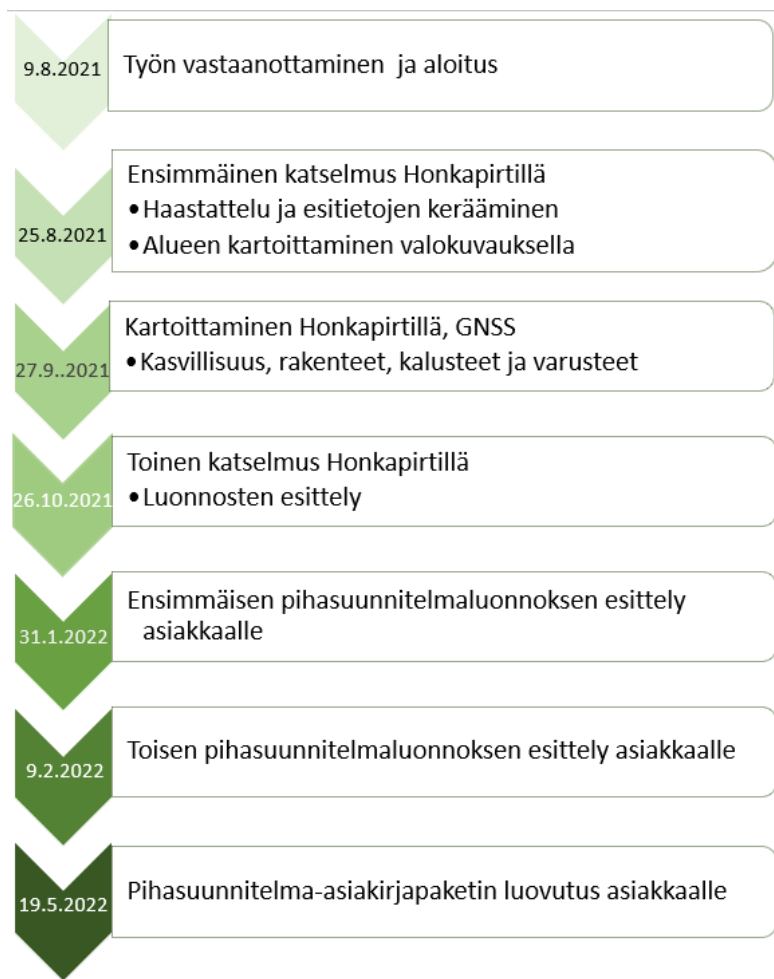 9.8.2021
Työn vastaanottaminen ja aloitus
25.8.2021
Ensimmäinen katselmus Honkapirtillä
•Haastattelu ja esitietojen kerääminen
•Alueen kartoittaminen valokuvauksella
27.9..2021
Kartoittaminen Honkapirtillä, GNSS
•Kasvillisuus, rakenteet, kalusteet ja varusteet
26.10.2021
Toinen katselmus Honkapirtillä
•Luonnosten esittely
31.1.2022
Ensimmäisen pihasuunnitelmaluonnoksen esittely
asiakkaalle
9.2.2022
Toisen pihasuunnitelmaluonnoksen esittely asiakkaalle
19.5.2022
Pihasuunnitelma-asiakirjapaketin luovutus asiakkaalle